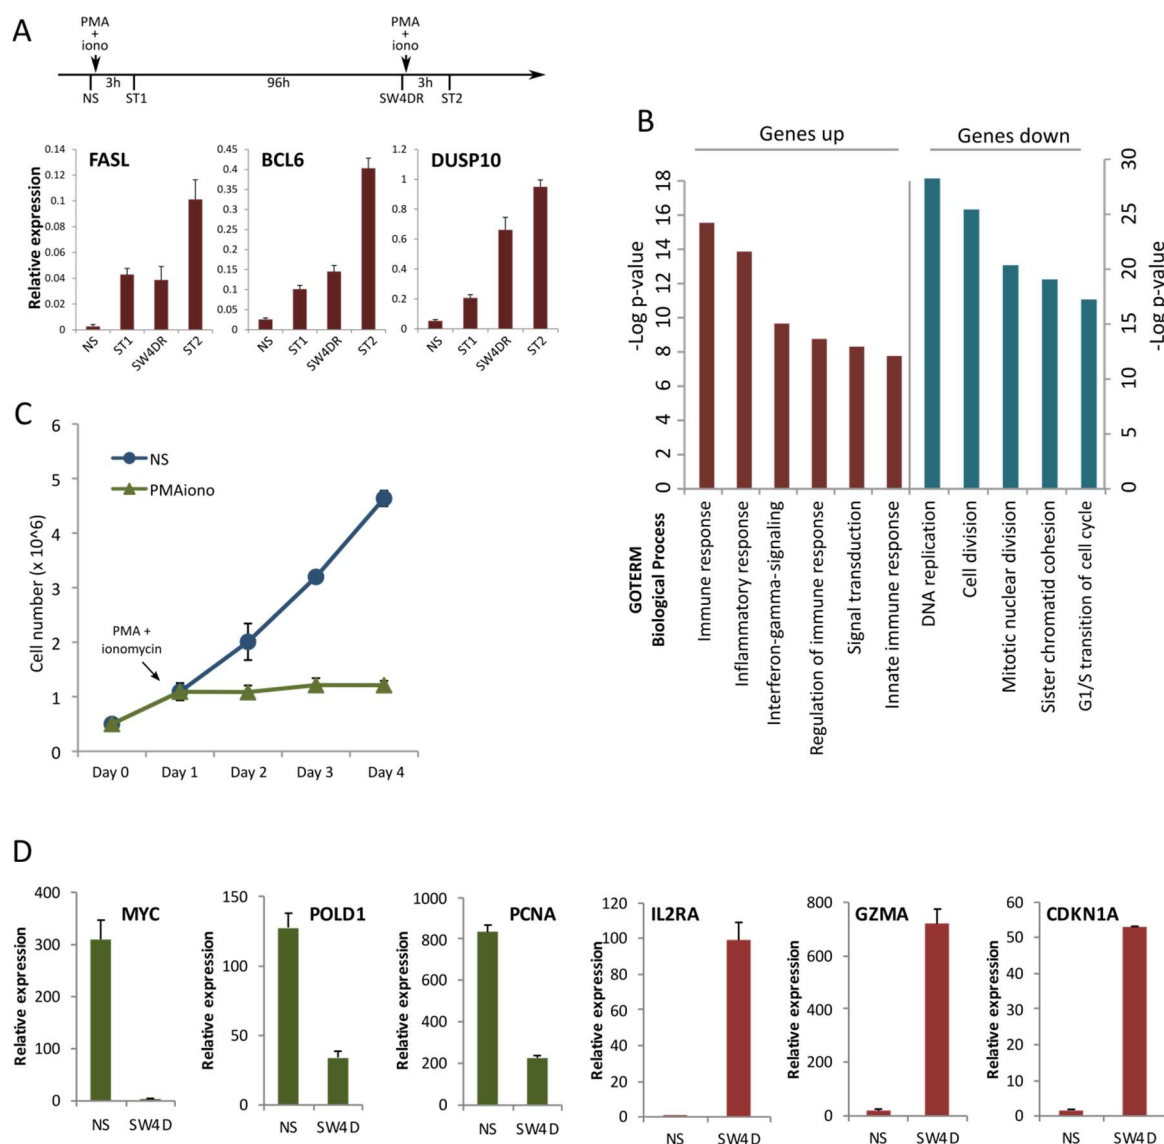 A
PMA
+
iono
PMA
+
iono
3h
96h
3h
NS
ST1
SW4DR
ST2
Relative expression
FASL
0.14
0.12
0.1
0.08
0.06
0.04
0.02
0
NS
ST1
SW4DR
ST2
BCL6
0.45
0.4
0.35
0.3
0.25
0.2
0.15
0.1
0.05
0
NS
ST1
SW4DR
ST2
DUSP10
1.2
1
0.8
0.6
0.4
0.2
0
NS
ST1
SW4DR
ST2
B
Genes up
Genes down
-Log p-value
18
16
14
12
10
8
6
4
2
0
30
25
20
15
10
5
0
-Log p-value
GOTERM
Biological Process
Immune response
Inflammatory response
Interferon-gamma-signaling
Regulation of immune response
Signal transduction
Innate immune response
DNA replication
Cell division
Mitotic nuclear division
Sister chromatid cohesion
G1/S transition of cell cycle
C
Cell number (x 10^6)
6
5
4
3
2
1
0
NS
PMAiono
PMA +
ionomycin
Day 0
Day 1
Day 2
Day 3
Day 4
D
Relative expression
MYC
400
300
200
100
0
NS
SW4D
Relative expression
POLD1
150
100
50
0
NS
SW4D
Relative expression
PCNA
1000
800
600
400
200
0
NS
SW4D
Relative expression
IL2RA
120
100
80
60
40
20
0
NS
SW4D
Relative expression
GZMA
800
600
400
200
0
NS
SW4D
Relative expression
CDKN1A
60
50
40
30
20
10
0
NS
SW4D